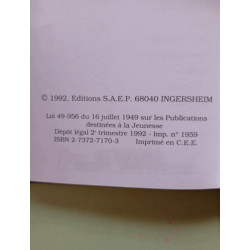 © 1992. Editions S.A.E.P. 68040 INGERSHEIM
Loi 49-956 du 16 juillet 1949 sur les Publications
destinées à la Jeunesse
Dépôt légal 2e trimestre 1992 - Imp. n° 1959
ISBN 2-7372-7170-3 Imprimé en C.E.E.